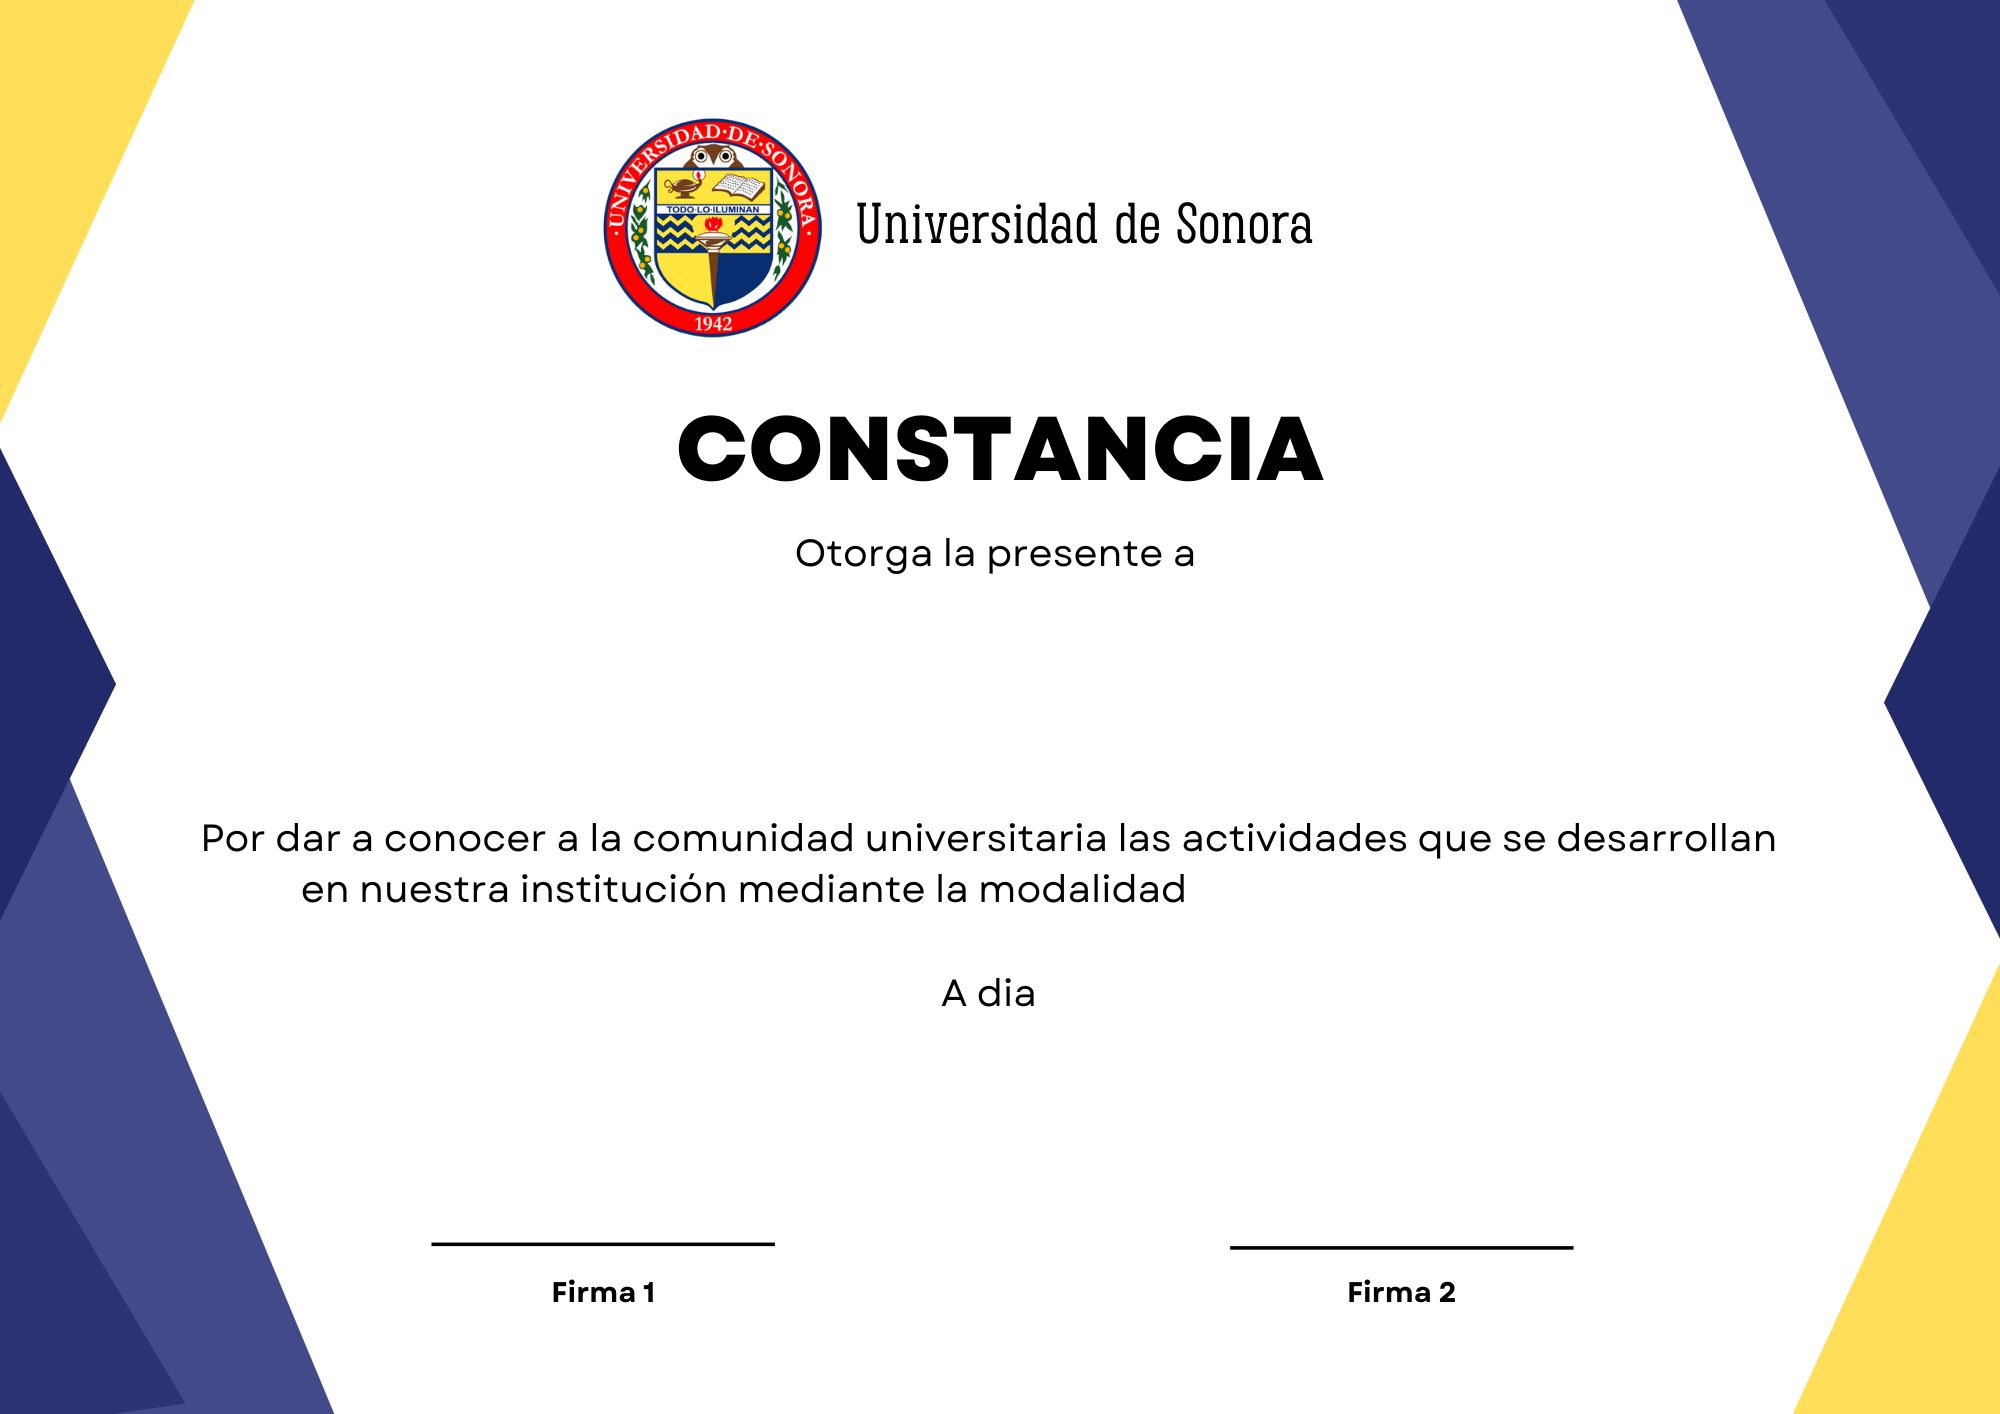 UNIVERSIDAD·DE·SONORA
TODO·LO·ILUMINAN
1942
Universidad de Sonora
CONSTANCIA
Otorga la presente a
Por dar a conocer a la comunidad universitaria las actividades que se desarrollan
en nuestra institución mediante la modalidad
A dia
Firma 1
Firma 2